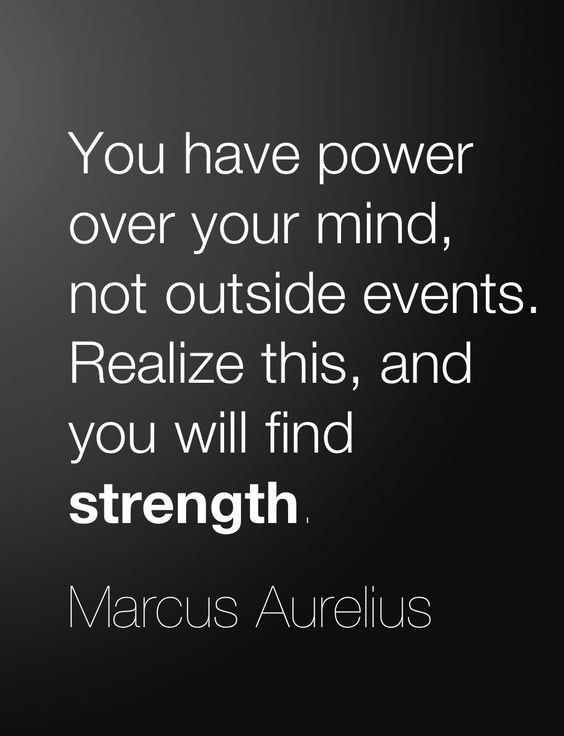 You have power
over your mind,
not outside events.
Realize this, and
you will find
strength.
Marcus Aurelius